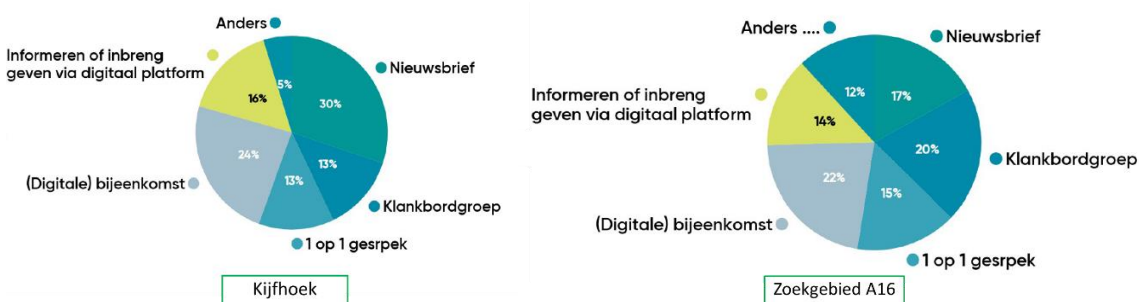 Anders
Informeren of inbreng
geven via digitaal platform
Nieuwsbrief
5%
16%
30%
24%
13%
13%
(Digitale) bijeenkomst
Klankbordgroep
1 op 1 gesrpek
Kijfhoek
Anders ....
Nieuwsbrief
Informeren of inbreng
geven via digitaal platform
12%
17%
14%
20%
Klankbordgroep
22%
15%
(Digitale) bijeenkomst
1 op 1 gesrpek
Zoekgebied A16